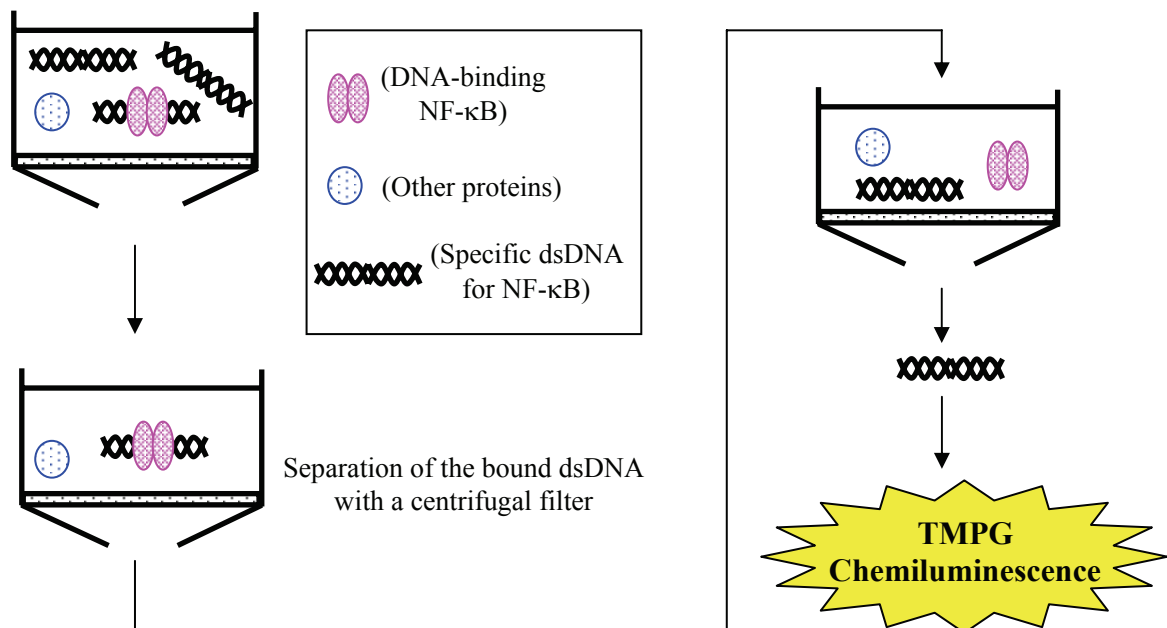 (DNA-binding
NF-κB)
(Other proteins)
(Specific dsDNA
for NF-κB)
Separation of the bound dsDNA
with a centrifugal filter
TMPG
Chemiluminescence